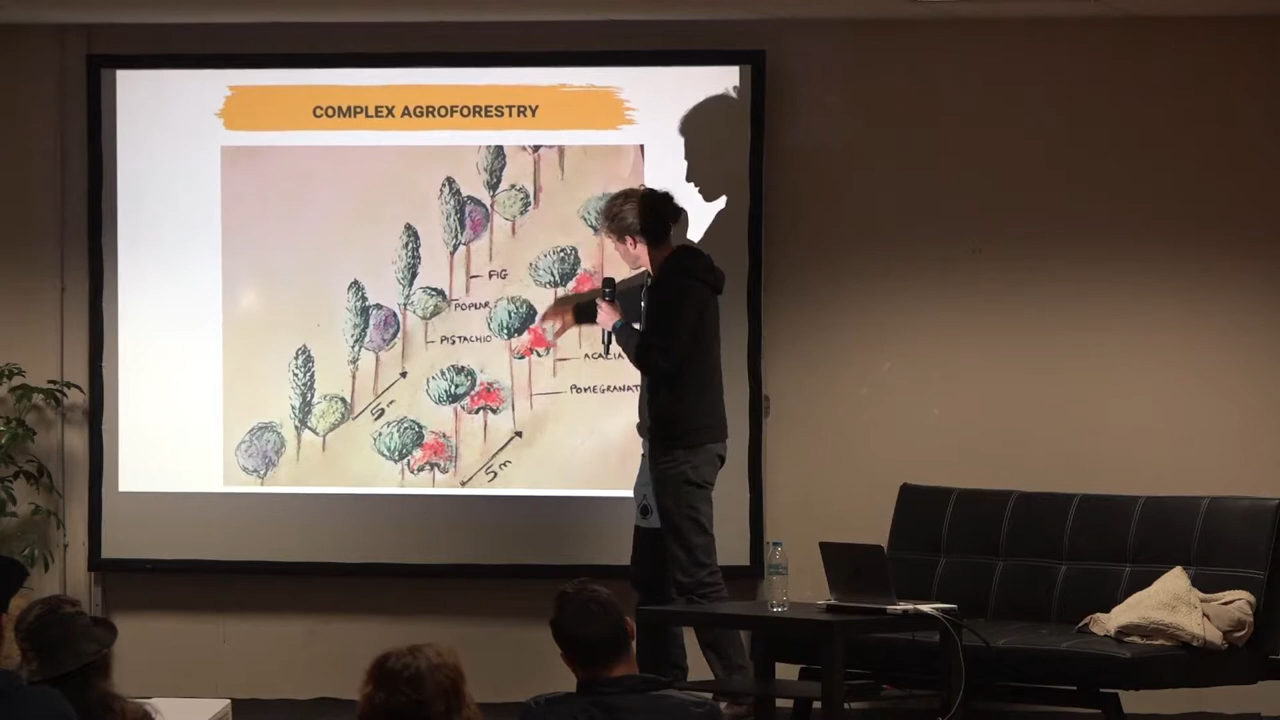 COMPLEX AGROFORESTRY
FIG
POPLAR
PISTACHIO
ACACIA
POMEGRANAT
5m
5m